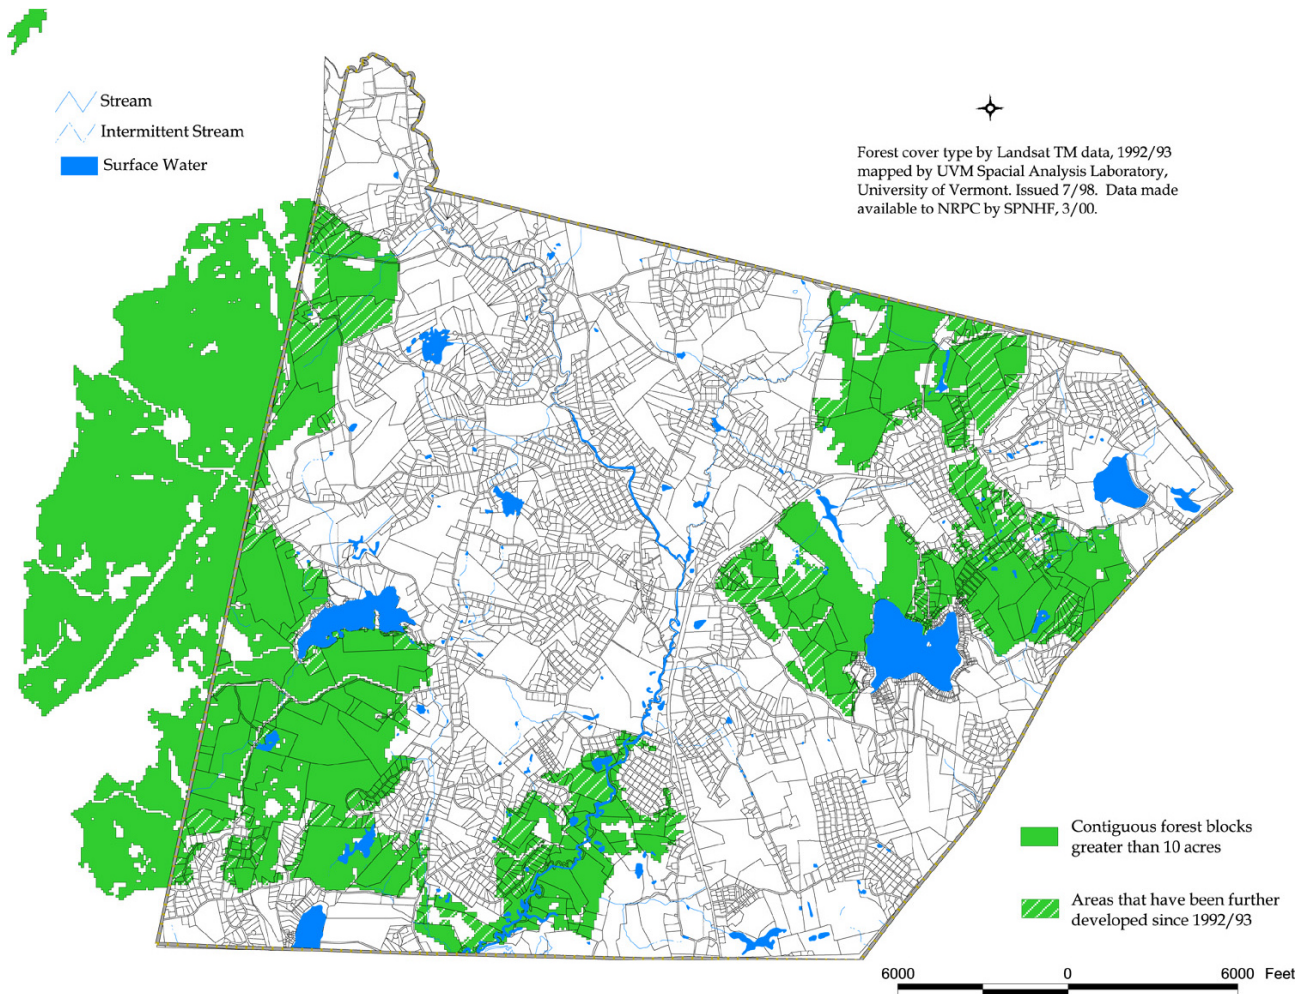 Stream
Intermittent Stream
Surface Water
Forest cover type by Landsat TM data, 1992/93
mapped by UVM Spacial Analysis Laboratory,
University of Vermont. Issued 7/98. Data made
available to NRPC by SPNHF, 3/00.
Contiguous forest blocks
greater than 10 acres
Areas that have been further
developed since 1992/93
6000 0 6000 Feet